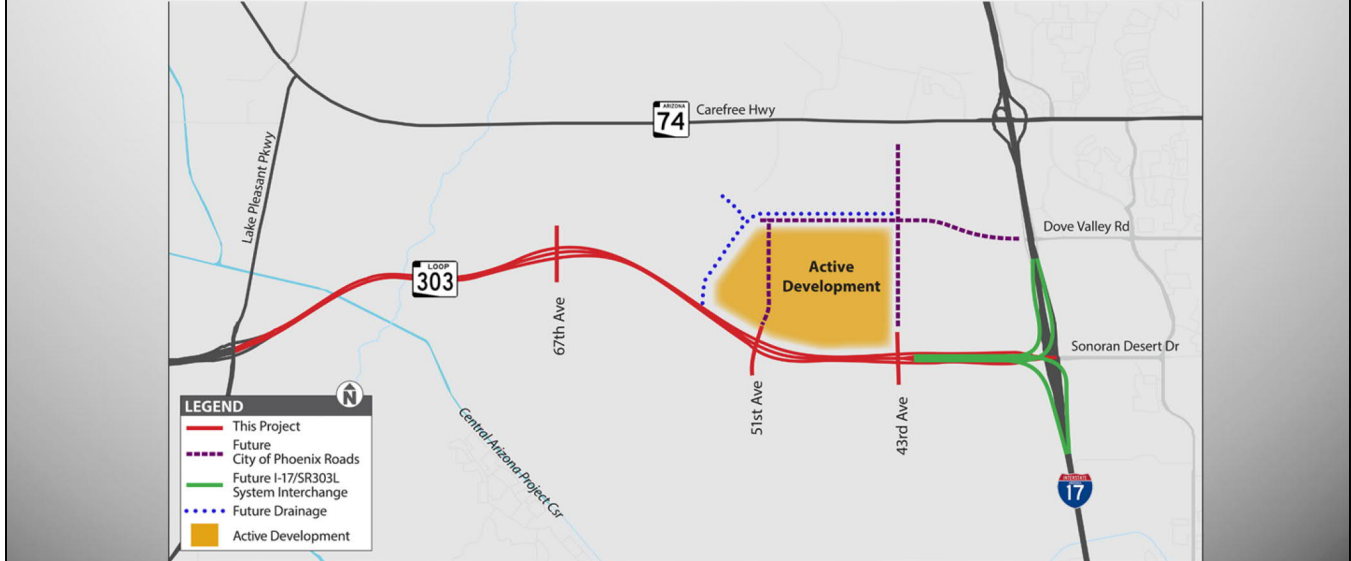 ARIZONA
74
Carefree Hwy
Lake Pleasant Pkwy
LOOP
303
67th Ave
Active
Development
Dove Valley Rd
Sonoran Desert Dr
51st Ave
43rd Ave
Central Arizona Project Csr
INTERSTATE
17
N
LEGEND
This Project
Future
City of Phoenix Roads
Future I-17/SR303L
System Interchange
Future Drainage
Active Development